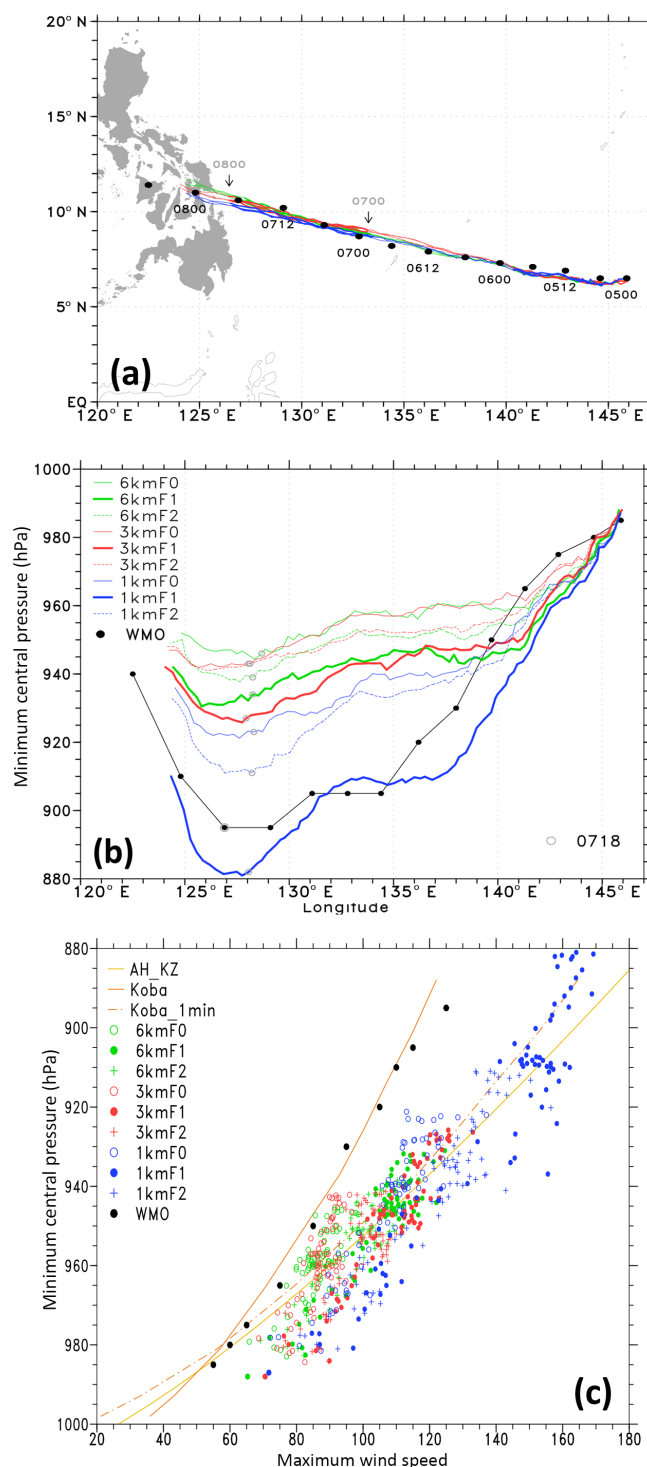 20° N
15° N
10° N
5° N
EQ
0800
0700
0800
0712
0700
0612
0600
0512
0500
(a)
120° E
125° E
130° E
135° E
140° E
145° E
1000
980
960
940
920
900
880
Minimum central pressure (hPa)
6kmF0
6kmF1
6kmF2
3kmF0
3kmF1
3kmF2
1kmF0
1kmF1
1kmF2
WMO
(b)
0718
120° E
125° E
130° E
135° E
140° E
145° E
Longitude
880
900
920
940
960
980
1000
Minimum central pressure (hPa)
AH_KZ
Koba
Koba_1min
6kmF0
6kmF1
6kmF2
3kmF0
3kmF1
3kmF2
1kmF0
1kmF1
1kmF2
WMO
(c)
20 40 60 80 100 120 140 160 180
Maximum wind speed